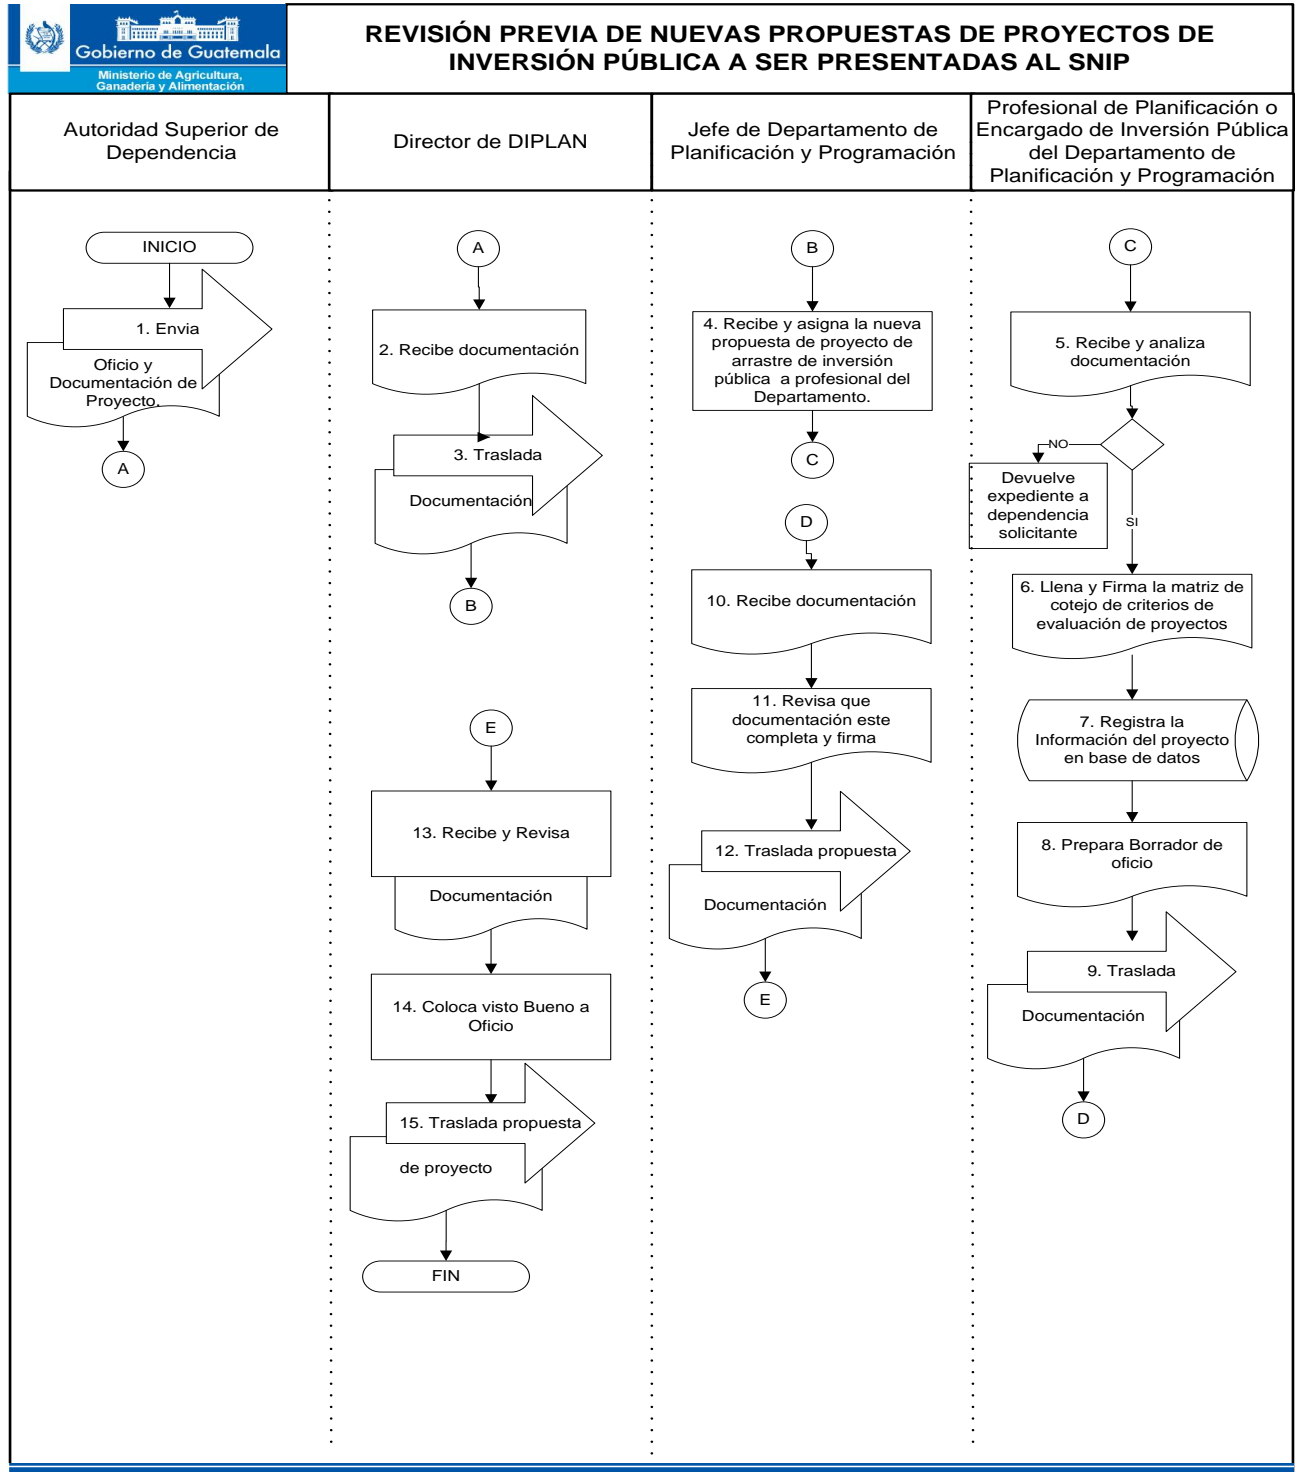 Gobierno de Guatemala
Ministerio de Agricultura,
Ganadería y Alimentación
REVISIÓN PREVIA DE NUEVAS PROPUESTAS DE PROYECTOS DE
INVERSIÓN PÚBLICA A SER PRESENTADAS AL SNIP
Autoridad Superior de
Dependencia
Director de DIPLAN
Jefe de Departamento de
Planificación y Programación
Profesional de Planificación o
Encargado de Inversión Pública
del Departamento de
Planificación y Programación
INICIO
1. Envia
Oficio y
Documentación de
Proyecto.
A
A
2. Recibe documentación
3. Traslada
Documentación
B
E
13. Recibe y Revisa
Documentación
14. Coloca visto Bueno a
Oficio
15. Traslada propuesta
de proyecto
FIN
B
4. Recibe y asigna la nueva
propuesta de proyecto de
arrastre de inversión
pública a profesional del
Departamento.
C
D
10. Recibe documentación
11. Revisa que
documentación este
completa y firma
12. Traslada propuesta
Documentación
E
C
5. Recibe y analiza
documentación
NO
Devuelve
expediente a
dependencia
solicitante
SI
6. Llena y Firma la matriz de
cotejo de criterios de
evaluación de proyectos
7. Registra la
Información del proyecto
en base de datos
8. Prepara Borrador de
oficio
9. Traslada
Documentación
D